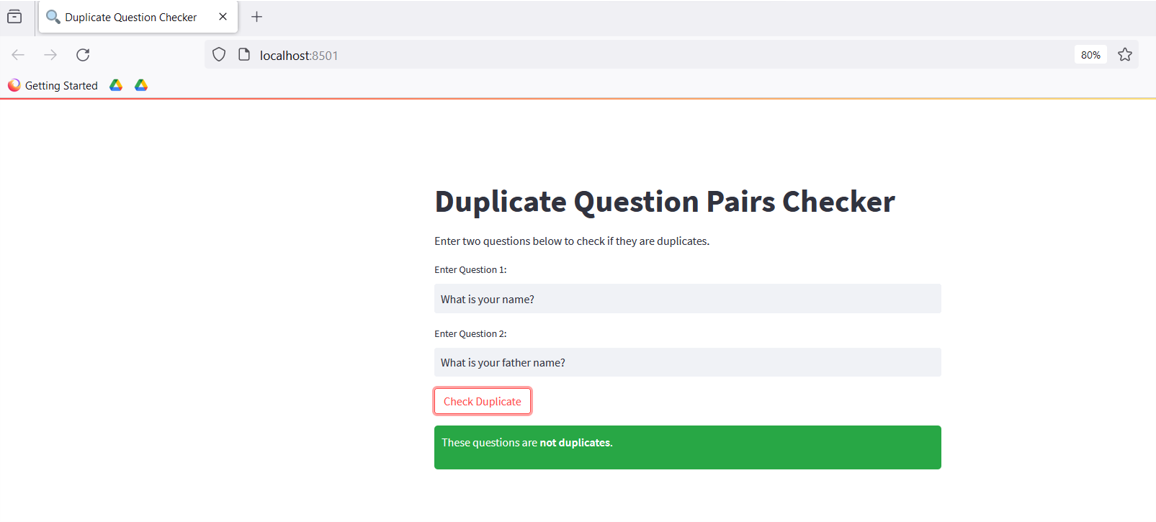 Duplicate Question Checker
localhost:8501
80%
Getting Started
Duplicate Question Pairs Checker
Enter two questions below to check if they are duplicates.
Enter Question 1:
What is your name?
Enter Question 2:
What is your father name?
Check Duplicate
These questions are not duplicates.